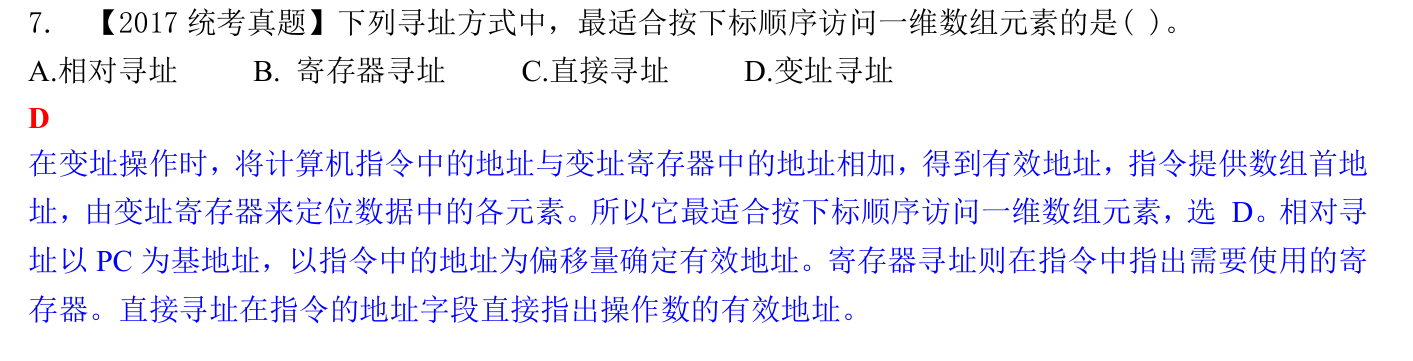 7. 【2017 统考真题】下列寻址方式中，最适合按下标顺序访问一维数组元素的是( )。
A.相对寻址 B. 寄存器寻址 C.直接寻址 D.变址寻址
D
在变址操作时，将计算机指令中的地址与变址寄存器中的地址相加，得到有效地址，指令提供数组首地
址，由变址寄存器来定位数据中的各元素。所以它最适合按下标顺序访问一维数组元素，选 D。相对寻
址以 PC 为基地址，以指令中的地址为偏移量确定有效地址。寄存器寻址则在指令中指出需要使用的寄
存器。直接寻址在指令的地址字段直接指出操作数的有效地址。